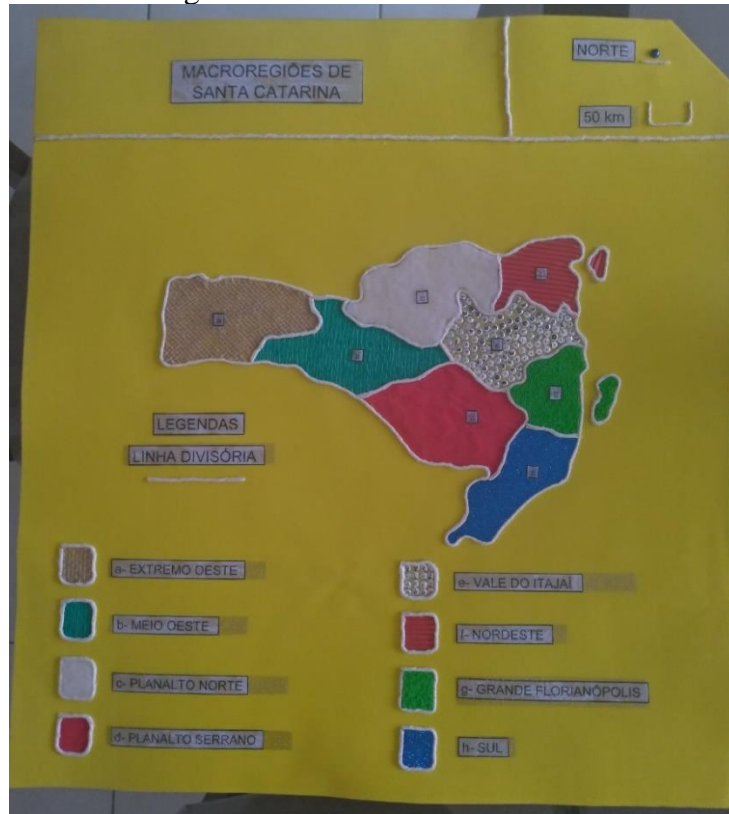 MACROREGIÕES DE
SANTA CATARINA
NORTE
50 km
a
b
c
d
e
f
g
h
LEGENDAS
LINHA DIVISÓRIA
a- EXTREMO OESTE
b- MEIO OESTE
c- PLANALTO NORTE
d- PLANALTO SERRANO
e- VALE DO ITAJAÍ
f- NORDESTE
g- GRANDE FLORIANÓPOLIS
h- SUL